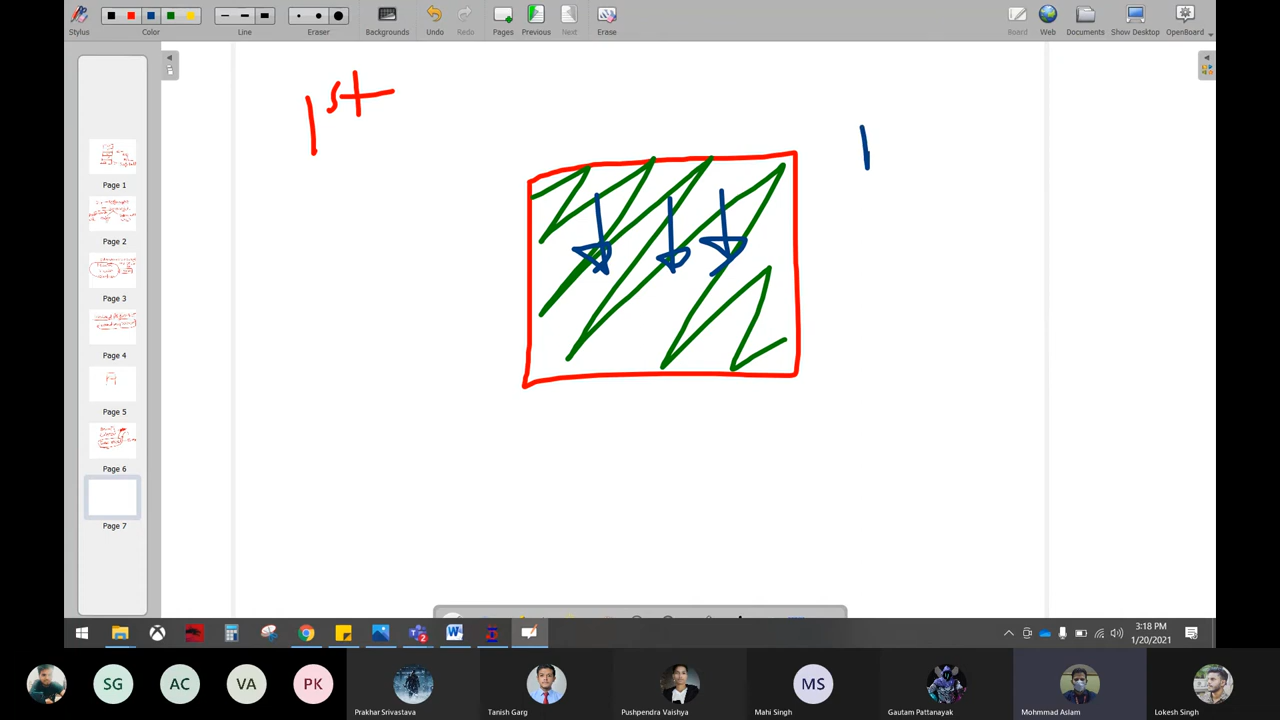 Stylus
Color
Line
Eraser
Backgrounds
Undo
Redo
Pages
Previous
Next
Erase
Board
Web
Documents
Show Desktop
OpenBoard
1st
Page 1
Page 2
Page 3
Page 4
Page 5
Page 6
Page 7
3:18 PM
1/20/2021
SG
AC
VA
PK
MS
Prakhar Srivastava
Tanish Garg
Pushpendra Vaishya
Mahi Singh
Gautam Pattanayak
Mohmmad Aslam
Lokesh Singh